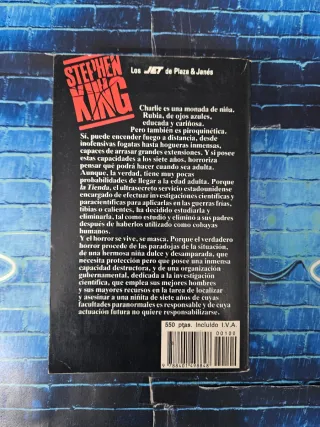 STEPHEN
KING
Los JET de Plaza & Janés
Charlie es una monada de niña.
Rubia, de ojos azules,
educada y cariñosa.
Pero también es piroquinética.
Sí, puede encender fuego a distancia, desde
inofensivas fogatas hasta hogueras inmensas,
capaces de arrasar grandes extensiones. Y si posee
estas capacidades a los siete años, horroriza
pensar qué podrá hacer cuando sea adulta.
Aunque, la verdad, tiene muy pocas
probabilidades de llegar a la edad adulta. Porque
la Tienda, el ultrasecreto servicio estadounidense
encargado de efectuar investigaciones científicas y
paracientíficas para aplicarlas en las guerras frías,
tibias o calientes, ha decidido estudiarla y
eliminarla, tal como estudió y eliminó a sus padres
después de haberlos utilizado como cobayas
humanos.
Y el horror se vive, se masca. Porque el verdadero
horror procede de las paradojas de la situación,
de una hermosa niña dulce y desamparada, que
necesita protección pero que posee una inmensa
capacidad destructora, y de una organización
gubernamental, dedicada a la investigación
científica, que emplea sus mejores hombres
y sus mayores recursos en la tarea de localizar
y asesinar a una niñita de siete años de cuyas
facultades paranormales es responsable y de cuya
actuación futura no quiere responsabilizarse.
550 ptas. Incluido I.V.A.
00100